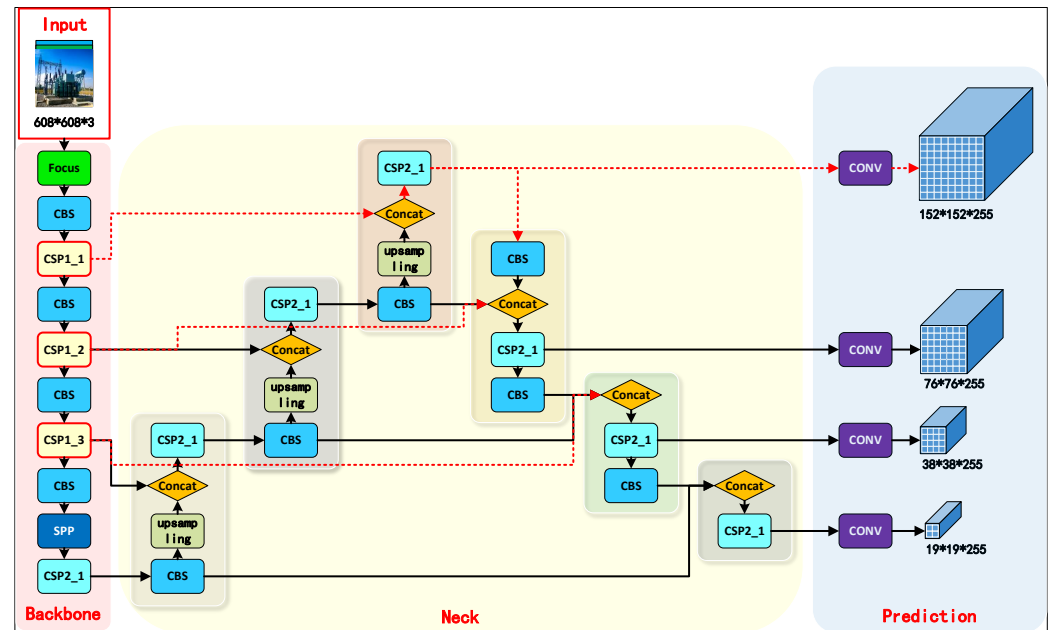 Input
608*608*3
Focus
CBS
CSP1_1
CBS
CSP1_2
CBS
CSP1_3
CBS
SPP
CSP2_1
Backbone
CSP2_1
Concat
upsamp
ling
CBS
CSP2_1
Concat
upsamp
ling
CBS
CSP2_1
Concat
upsamp
ling
CBS
CBS
Concat
CSP2_1
CBS
Concat
CSP2_1
CBS
Concat
CSP2_1
Neck
CONV
152*152*255
CONV
76*76*255
CONV
38*38*255
CONV
19*19*255
Prediction